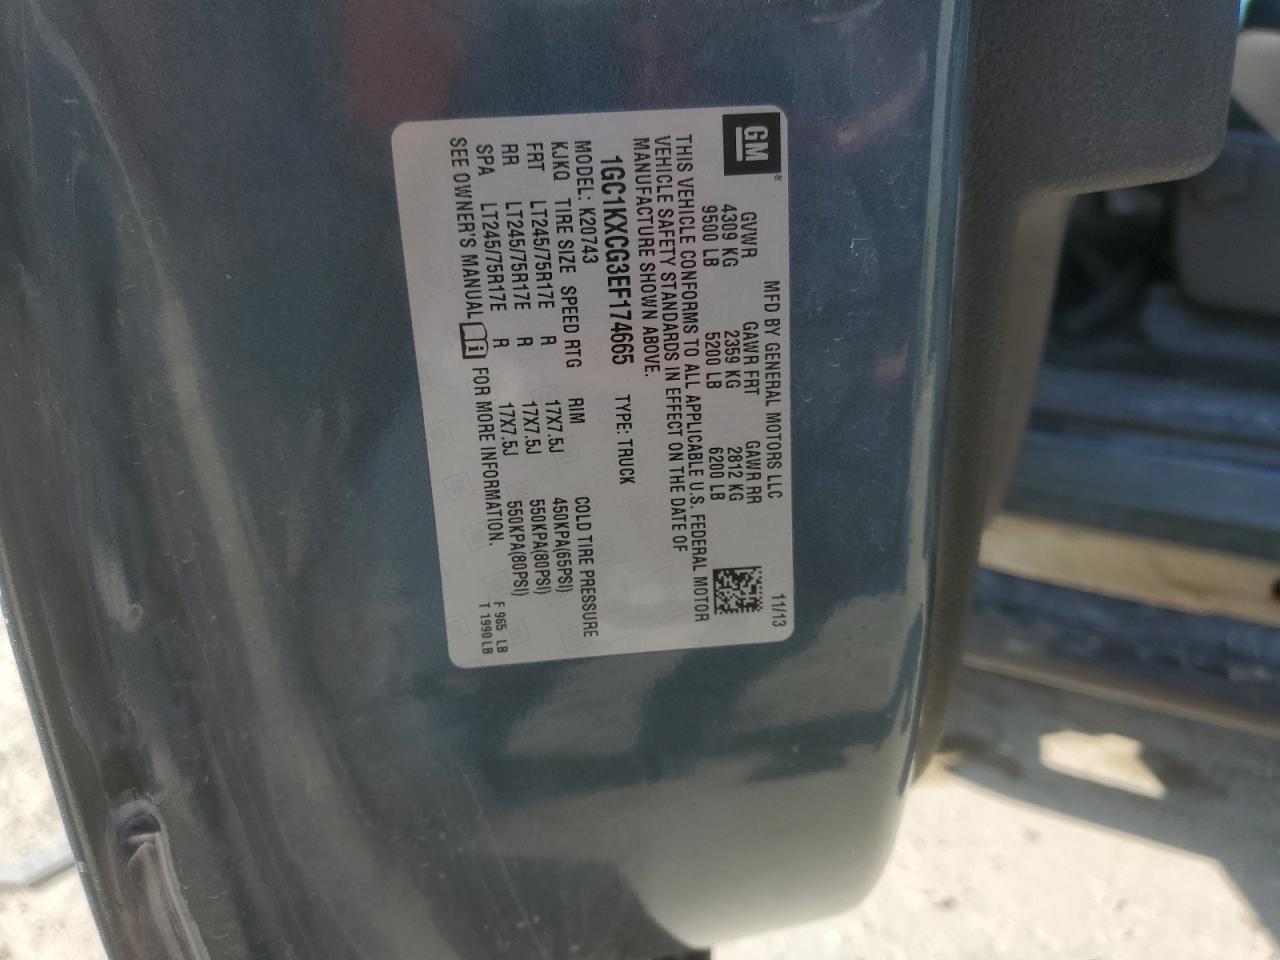 GM
MFD BY GENERAL MOTORS LLC 11/13
GVWR GAWR FRT GAWR RR
4309 KG 2359 KG 2812 KG
9500 LB 5200 LB 6200 LB
THIS VEHICLE CONFORMS TO ALL APPLICABLE U.S. FEDERAL MOTOR
VEHICLE SAFETY STANDARDS IN EFFECT ON THE DATE OF
MANUFACTURE SHOWN ABOVE.
1GC1KXCG3EF174665 TYPE: TRUCK
MODEL: K20743
KJKQ TIRE SIZE SPEED RTG RIM COLD TIRE PRESSURE
FRT LT245/75R17E R 17X7.5J 450KPA(65PSI)
RR LT245/75R17E R 17X7.5J 550KPA(80PSI)
SPA LT245/75R17E R 17X7.5J 550KPA(80PSI)
SEE OWNER'S MANUAL i FOR MORE INFORMATION.
F 965 LB
T 1990 LB